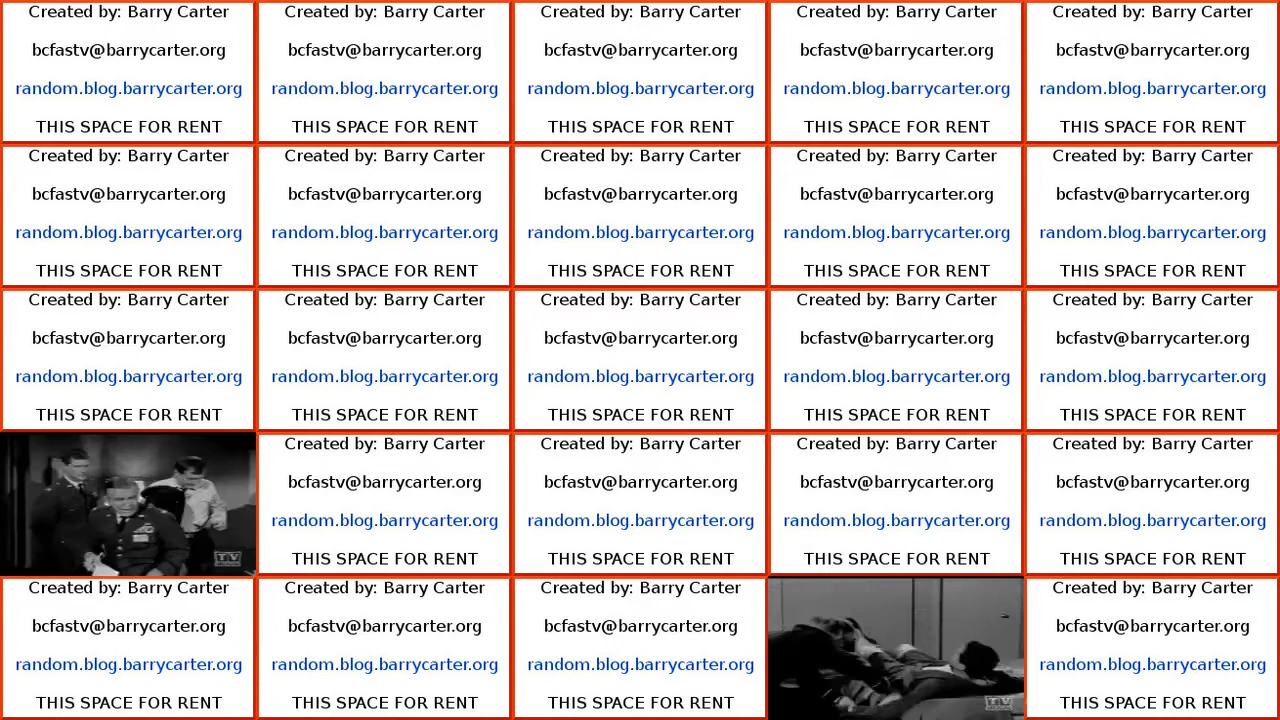 Created by: Barry Carter
bcfastv@barrycarter.org
random.blog.barrycarter.org
THIS SPACE FOR RENT
Created by: Barry Carter
bcfastv@barrycarter.org
random.blog.barrycarter.org
THIS SPACE FOR RENT
Created by: Barry Carter
bcfastv@barrycarter.org
random.blog.barrycarter.org
THIS SPACE FOR RENT
Created by: Barry Carter
bcfastv@barrycarter.org
random.blog.barrycarter.org
THIS SPACE FOR RENT
Created by: Barry Carter
bcfastv@barrycarter.org
random.blog.barrycarter.org
THIS SPACE FOR RENT
Created by: Barry Carter
bcfastv@barrycarter.org
random.blog.barrycarter.org
THIS SPACE FOR RENT
Created by: Barry Carter
bcfastv@barrycarter.org
random.blog.barrycarter.org
THIS SPACE FOR RENT
Created by: Barry Carter
bcfastv@barrycarter.org
random.blog.barrycarter.org
THIS SPACE FOR RENT
Created by: Barry Carter
bcfastv@barrycarter.org
random.blog.barrycarter.org
THIS SPACE FOR RENT
Created by: Barry Carter
bcfastv@barrycarter.org
random.blog.barrycarter.org
THIS SPACE FOR RENT
Created by: Barry Carter
bcfastv@barrycarter.org
random.blog.barrycarter.org
THIS SPACE FOR RENT
Created by: Barry Carter
bcfastv@barrycarter.org
random.blog.barrycarter.org
THIS SPACE FOR RENT
Created by: Barry Carter
bcfastv@barrycarter.org
random.blog.barrycarter.org
THIS SPACE FOR RENT
Created by: Barry Carter
bcfastv@barrycarter.org
random.blog.barrycarter.org
THIS SPACE FOR RENT
Created by: Barry Carter
bcfastv@barrycarter.org
random.blog.barrycarter.org
THIS SPACE FOR RENT
TV
Created by: Barry Carter
bcfastv@barrycarter.org
random.blog.barrycarter.org
THIS SPACE FOR RENT
Created by: Barry Carter
bcfastv@barrycarter.org
random.blog.barrycarter.org
THIS SPACE FOR RENT
Created by: Barry Carter
bcfastv@barrycarter.org
random.blog.barrycarter.org
THIS SPACE FOR RENT
Created by: Barry Carter
bcfastv@barrycarter.org
random.blog.barrycarter.org
THIS SPACE FOR RENT
Created by: Barry Carter
bcfastv@barrycarter.org
random.blog.barrycarter.org
THIS SPACE FOR RENT
Created by: Barry Carter
bcfastv@barrycarter.org
random.blog.barrycarter.org
THIS SPACE FOR RENT
Created by: Barry Carter
bcfastv@barrycarter.org
random.blog.barrycarter.org
THIS SPACE FOR RENT
TV
Created by: Barry Carter
bcfastv@barrycarter.org
random.blog.barrycarter.org
THIS SPACE FOR RENT